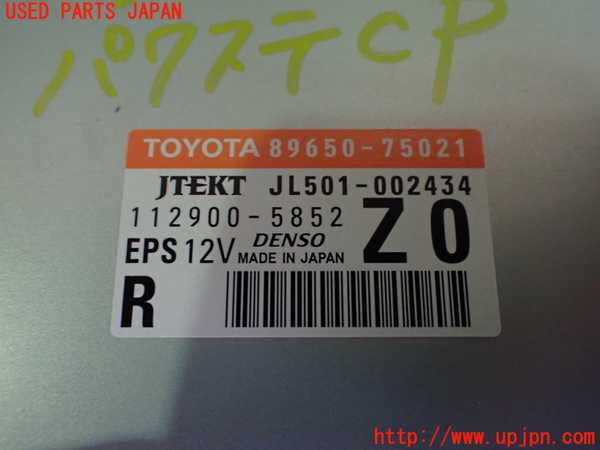 USED PARTS JAPAN
パワステCP
TOYOTA 89650-75021
JTEKT JL501-002434
112900-5852 Z0
EPS 12V DENSO MADE IN JAPAN
R
http://www.upjpn.com